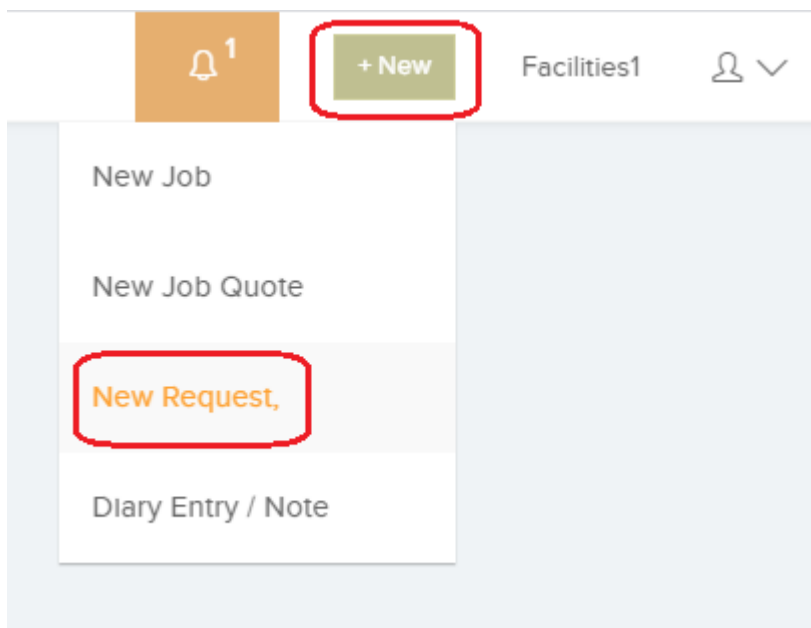 1
+ New
Facilities1
New Job
New Job Quote
New Request,
Diary Entry / Note